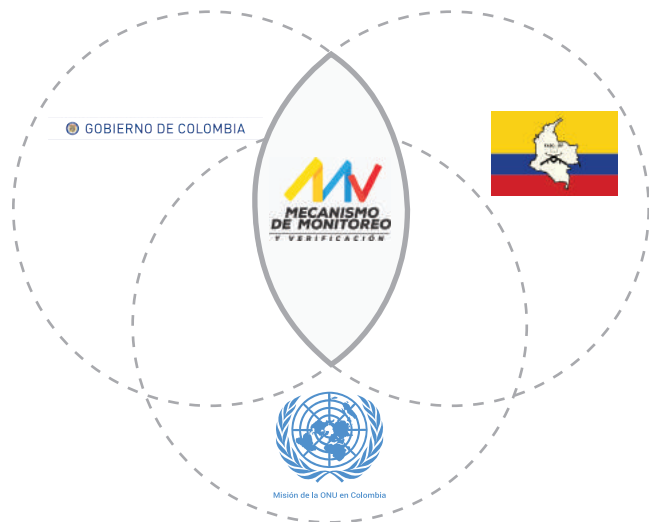 GOBIERNO DE COLOMBIA
MECANISMO
DE MONITOREO
Y VERIFICACIÓN
Misión de la ONU en Colombia